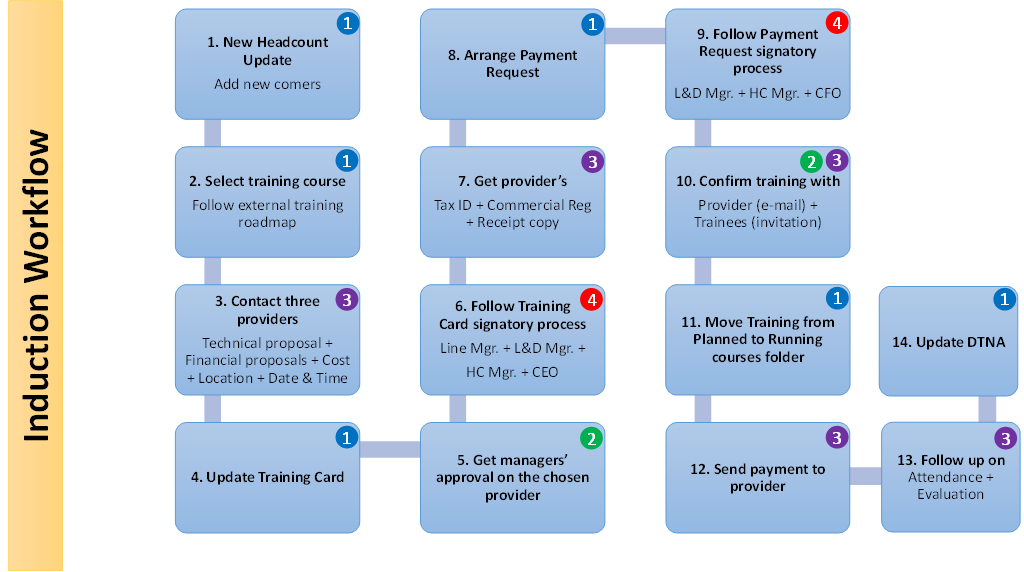 Induction Workflow
1
1. New Headcount
Update
Add new comers
1
2. Select training course
Follow external training
roadmap
3
3. Contact three
providers
Technical proposal +
Financial proposals + Cost
+ Location + Date & Time
1
4. Update Training Card
2
5. Get managers’
approval on the chosen
provider
4
6. Follow Training
Card signatory process
Line Mgr. + L&D Mgr. +
HC Mgr. + CEO
3
7. Get provider’s
Tax ID + Commercial Reg
+ Receipt copy
1
8. Arrange Payment
Request
4
9. Follow Payment
Request signatory
process
L&D Mgr. + HC Mgr. + CFO
2 3
10. Confirm training with
Provider (e-mail) +
Trainees (invitation)
1
11. Move Training from
Planned to Running
courses folder
3
12. Send payment to
provider
3
13. Follow up on
Attendance +
Evaluation
1
14. Update DTNA